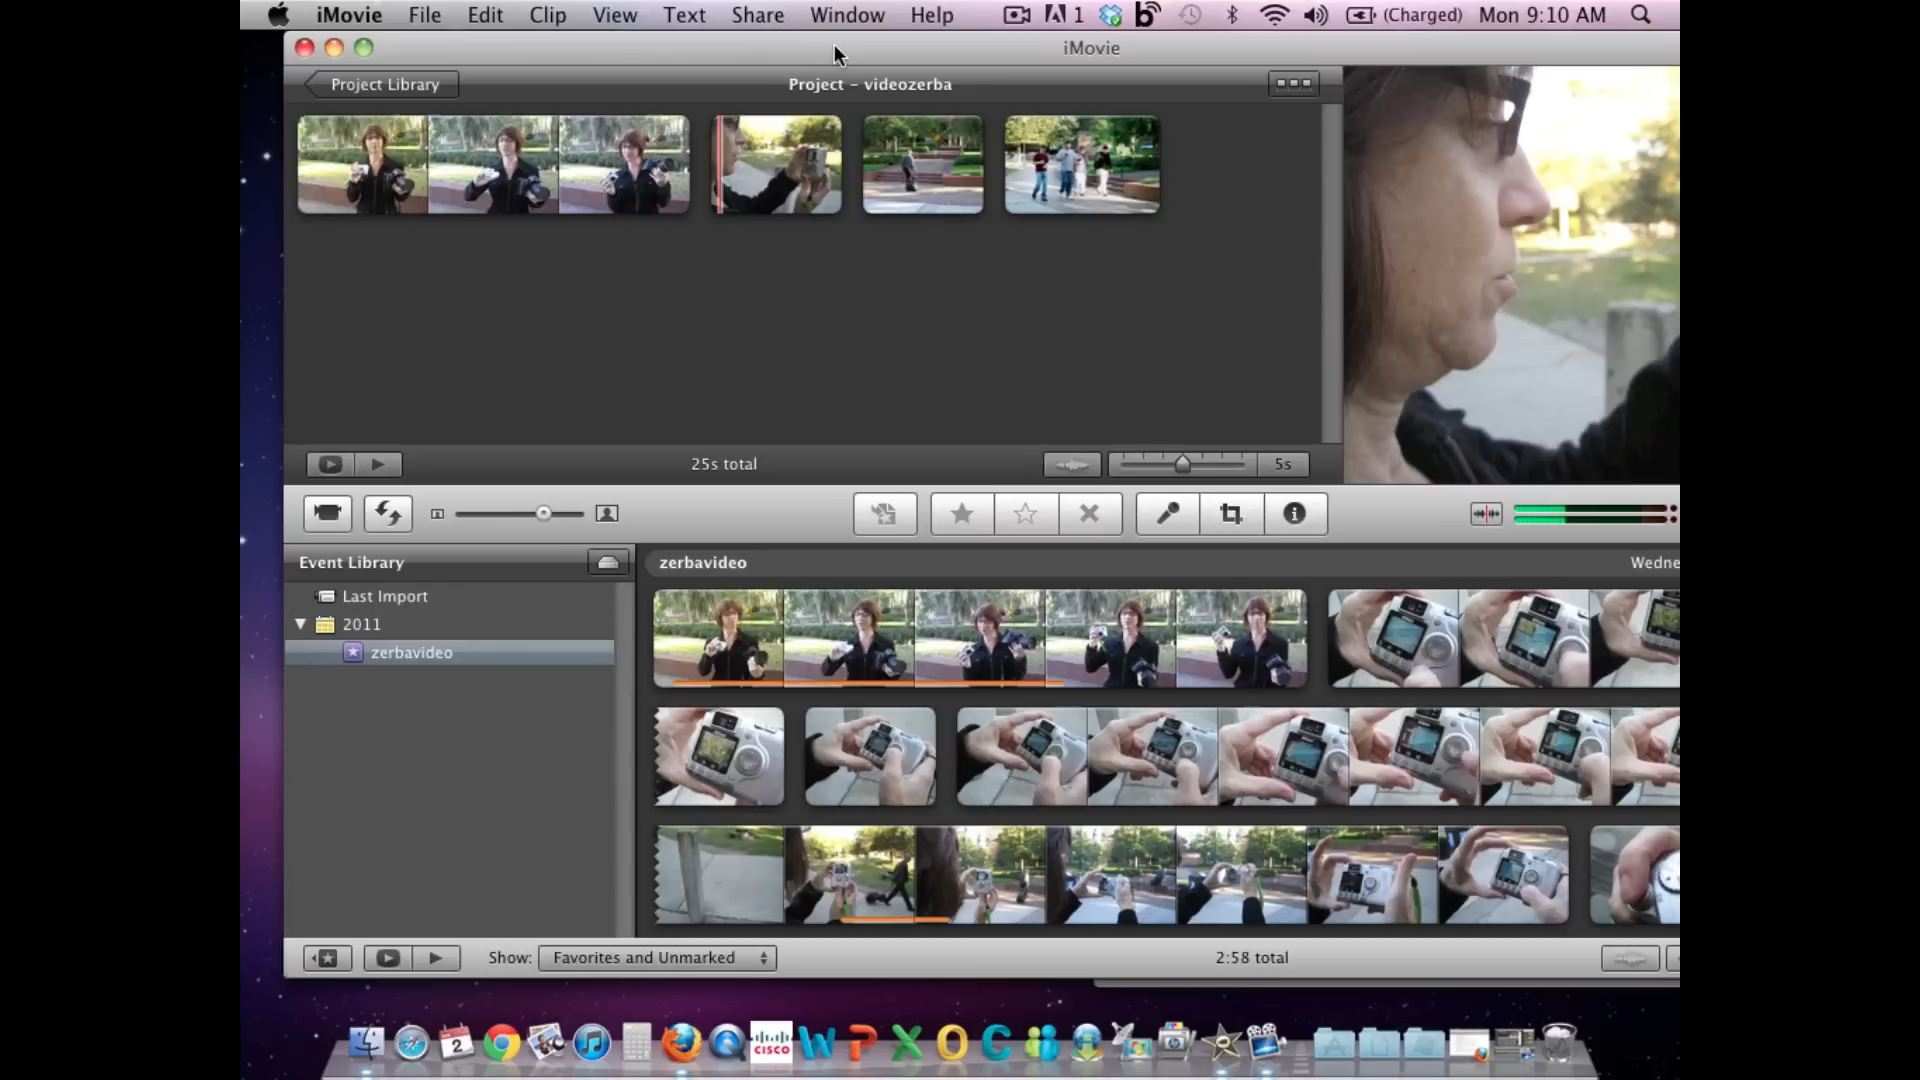 iMovie File Edit Clip View Text Share Window Help 1 (Charged) Mon 9:10 AM
iMovie
Project Library
Project - videozerba
25s total
5s
Event Library
zerbavideo
Wedne
Last Import
2011
zerbavideo
Show: Favorites and Unmarked
2:58 total
2
CISCO